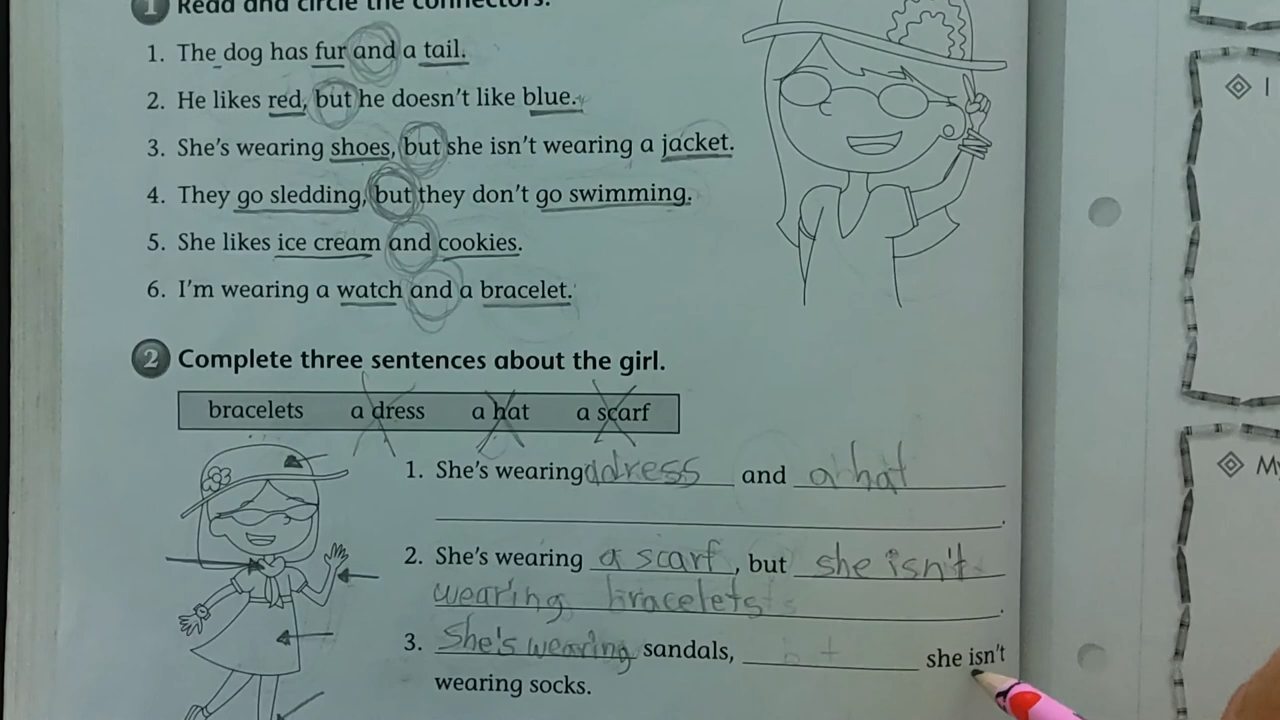 1 Read and circle the connectors.
1. The dog has fur and a tail.
2. He likes red, but he doesn't like blue.
3. She's wearing shoes, but she isn't wearing a jacket.
4. They go sledding, but they don't go swimming.
5. She likes ice cream and cookies.
6. I'm wearing a watch and a bracelet.
2 Complete three sentences about the girl.
bracelets a dress a hat a scarf
1. She's wearing adress and a hat
.
2. She's wearing a scarf, but she isn't
wearing bracelets.
3. She's wearing sandals, she isn't
wearing socks.
I
My